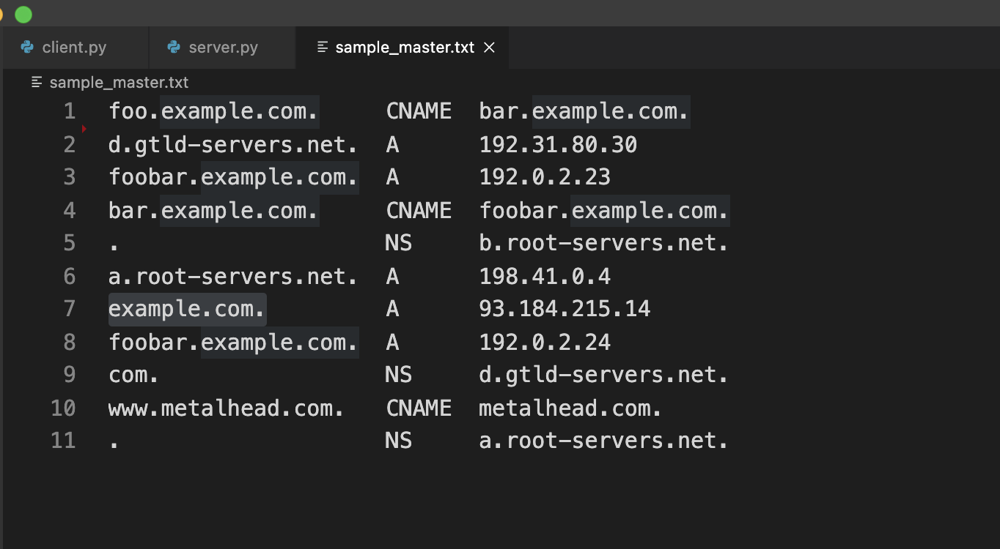 client.py server.py sample_master.txt
sample_master.txt
1 foo.example.com. CNAME bar.example.com.
2 d.gtld-servers.net. A 192.31.80.30
3 foobar.example.com. A 192.0.2.23
4 bar.example.com. CNAME foobar.example.com.
5 . NS b.root-servers.net.
6 a.root-servers.net. A 198.41.0.4
7 example.com. A 93.184.215.14
8 foobar.example.com. A 192.0.2.24
9 com. NS d.gtld-servers.net.
10 www.metalhead.com. CNAME metalhead.com.
11 . NS a.root-servers.net.